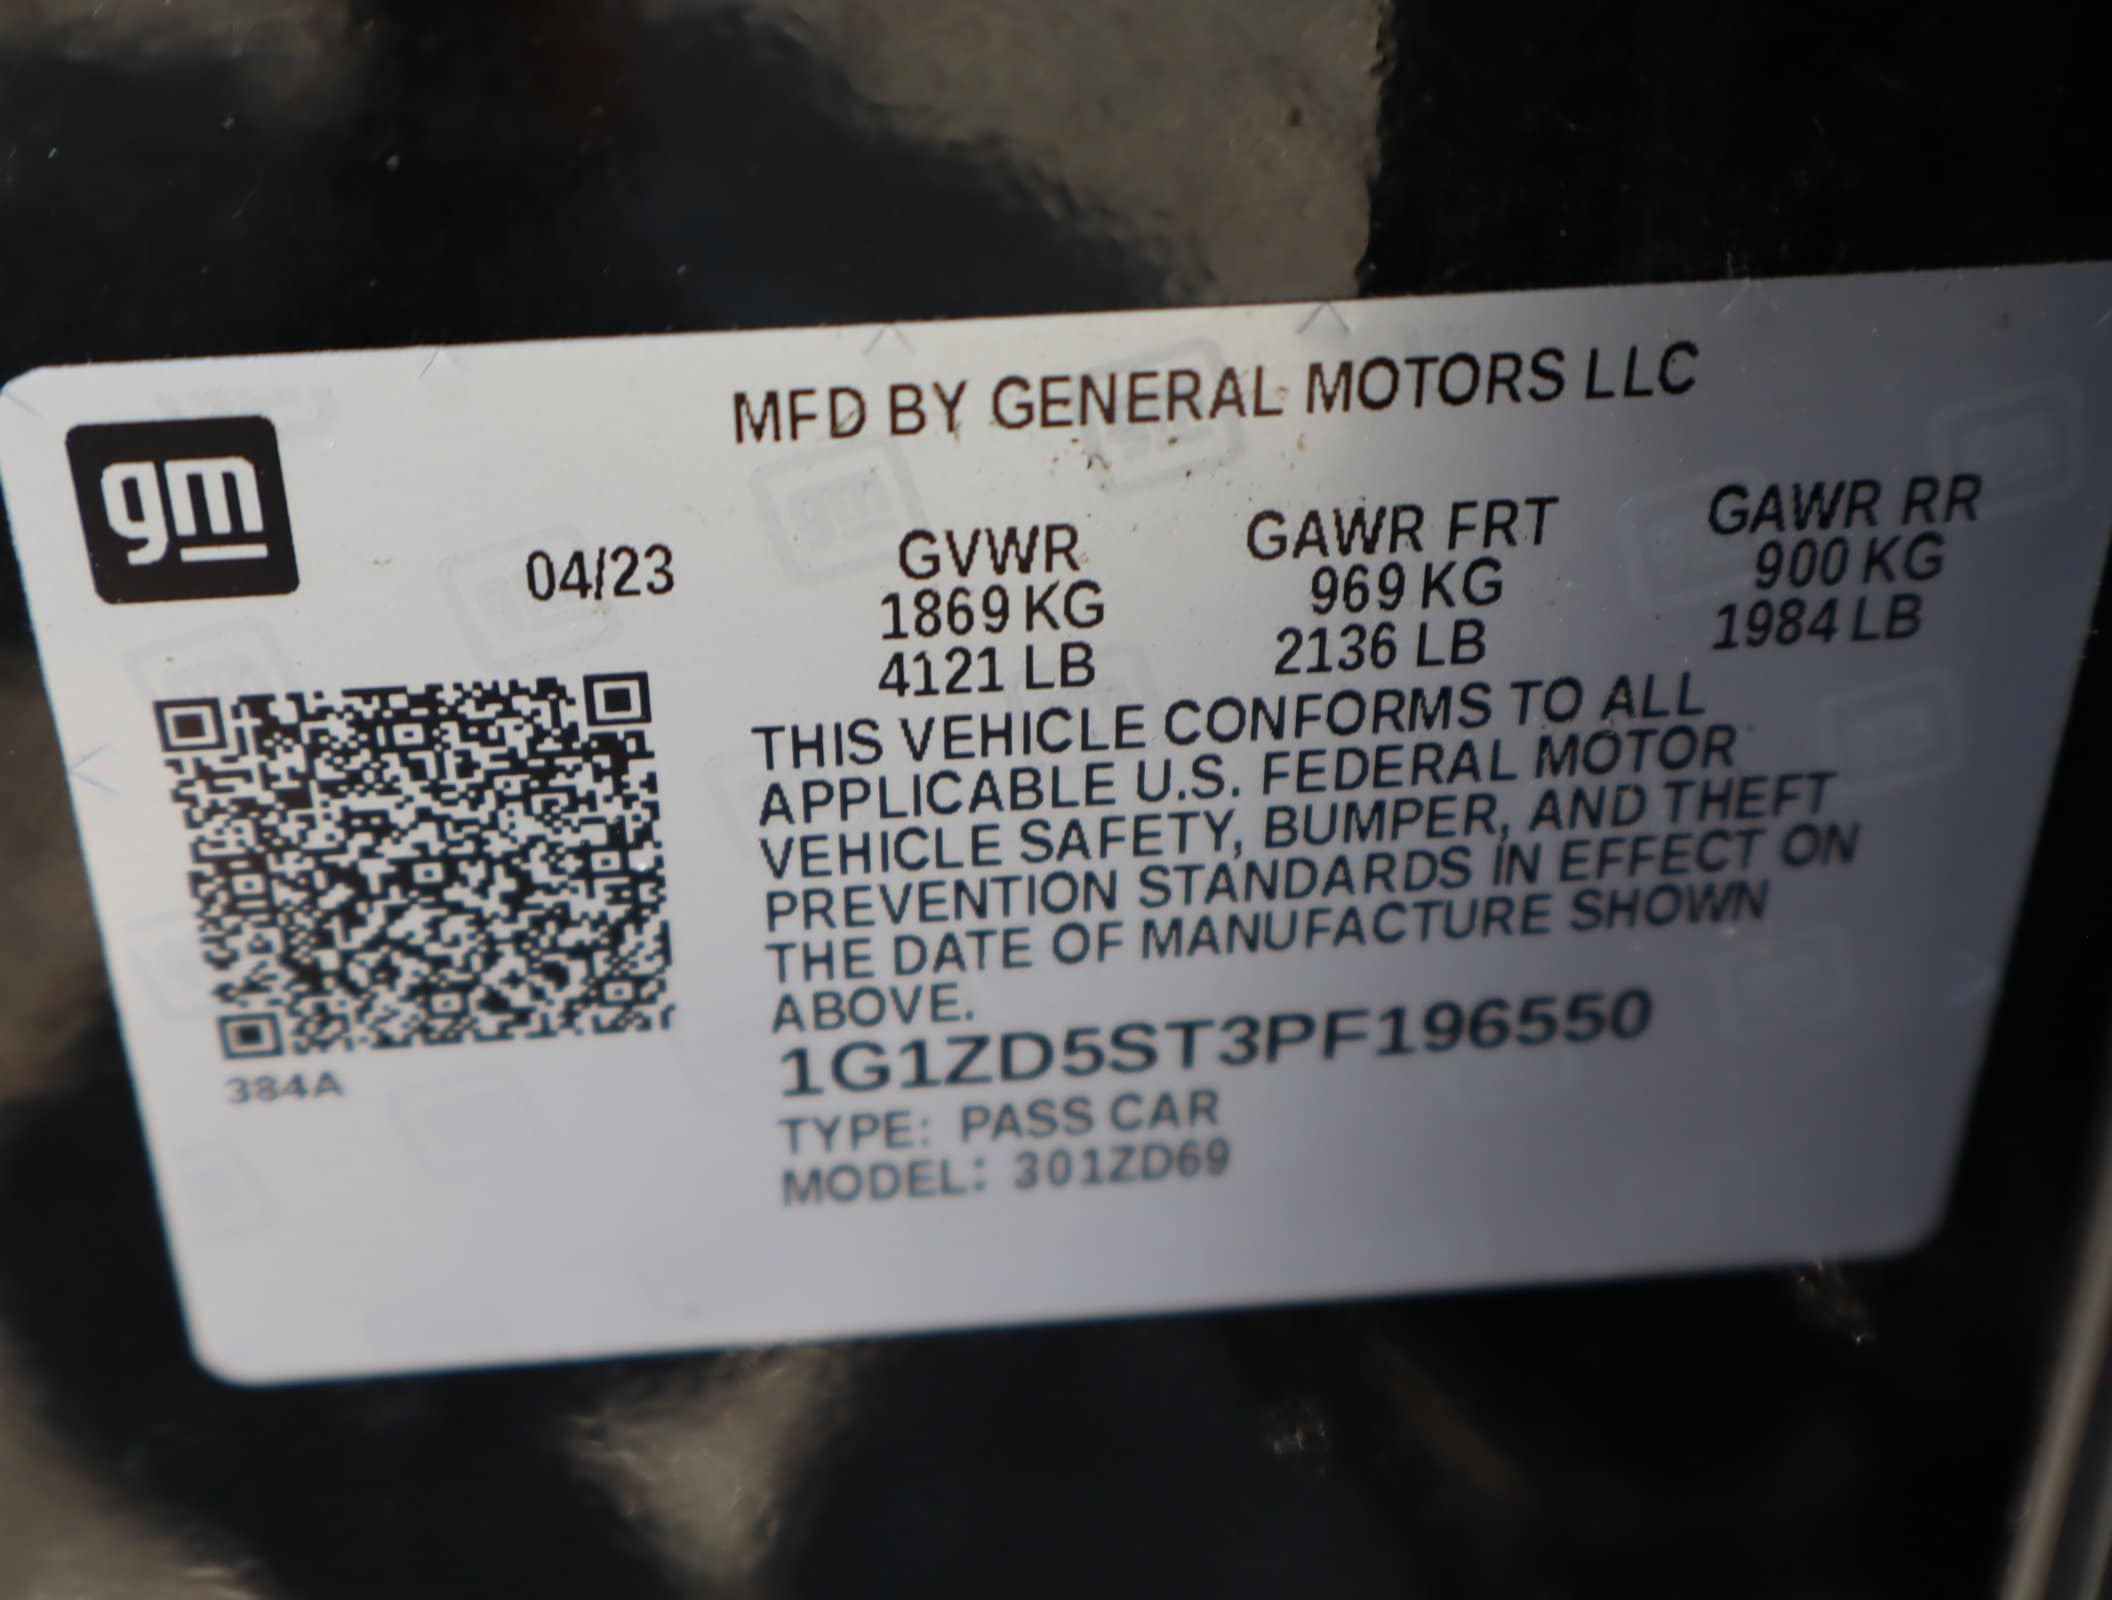 MFD BY GENERAL MOTORS LLC
gm
04/23
GVWR GAWR FRT GAWR RR
1869 KG 969 KG 900 KG
4121 LB 2136 LB 1984 LB
THIS VEHICLE CONFORMS TO ALL
APPLICABLE U.S. FEDERAL MOTOR
VEHICLE SAFETY, BUMPER, AND THEFT
PREVENTION STANDARDS IN EFFECT ON
THE DATE OF MANUFACTURE SHOWN
ABOVE.
1G1ZD5ST3PF196550
384A
TYPE: PASS CAR
MODEL: 301ZD69